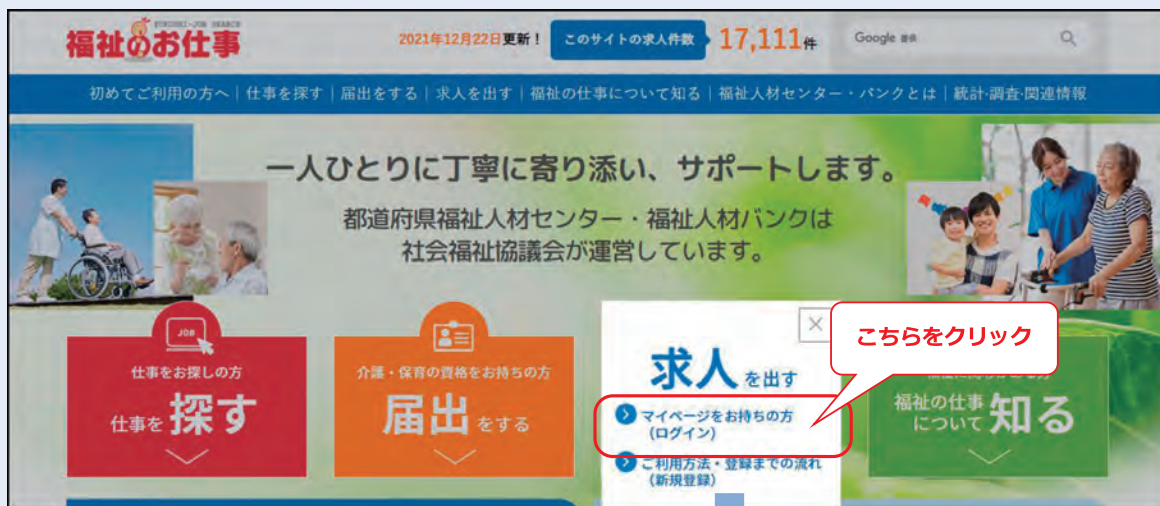 FUKUSHI-JOB SEARCH
福祉のお仕事
2021年12月22日更新！
このサイトの求人件数
17,111件
Google 提供
初めてご利用の方へ｜仕事を探す｜届出をする｜求人を出す｜福祉の仕事について知る｜福祉人材センター・バンクとは｜統計・調査・関連情報
一人ひとりに丁寧に寄り添い、サポートします。
都道府県福祉人材センター・福祉人材バンクは
社会福祉協議会が運営しています。
JOB
仕事をお探しの方
仕事を探す
介護・保育の資格をお持ちの方
届出をする
求人を出す
マイページをお持ちの方
（ログイン）
ご利用方法・登録までの流れ
（新規登録）
こちらをクリック
福祉の仕事
について知る